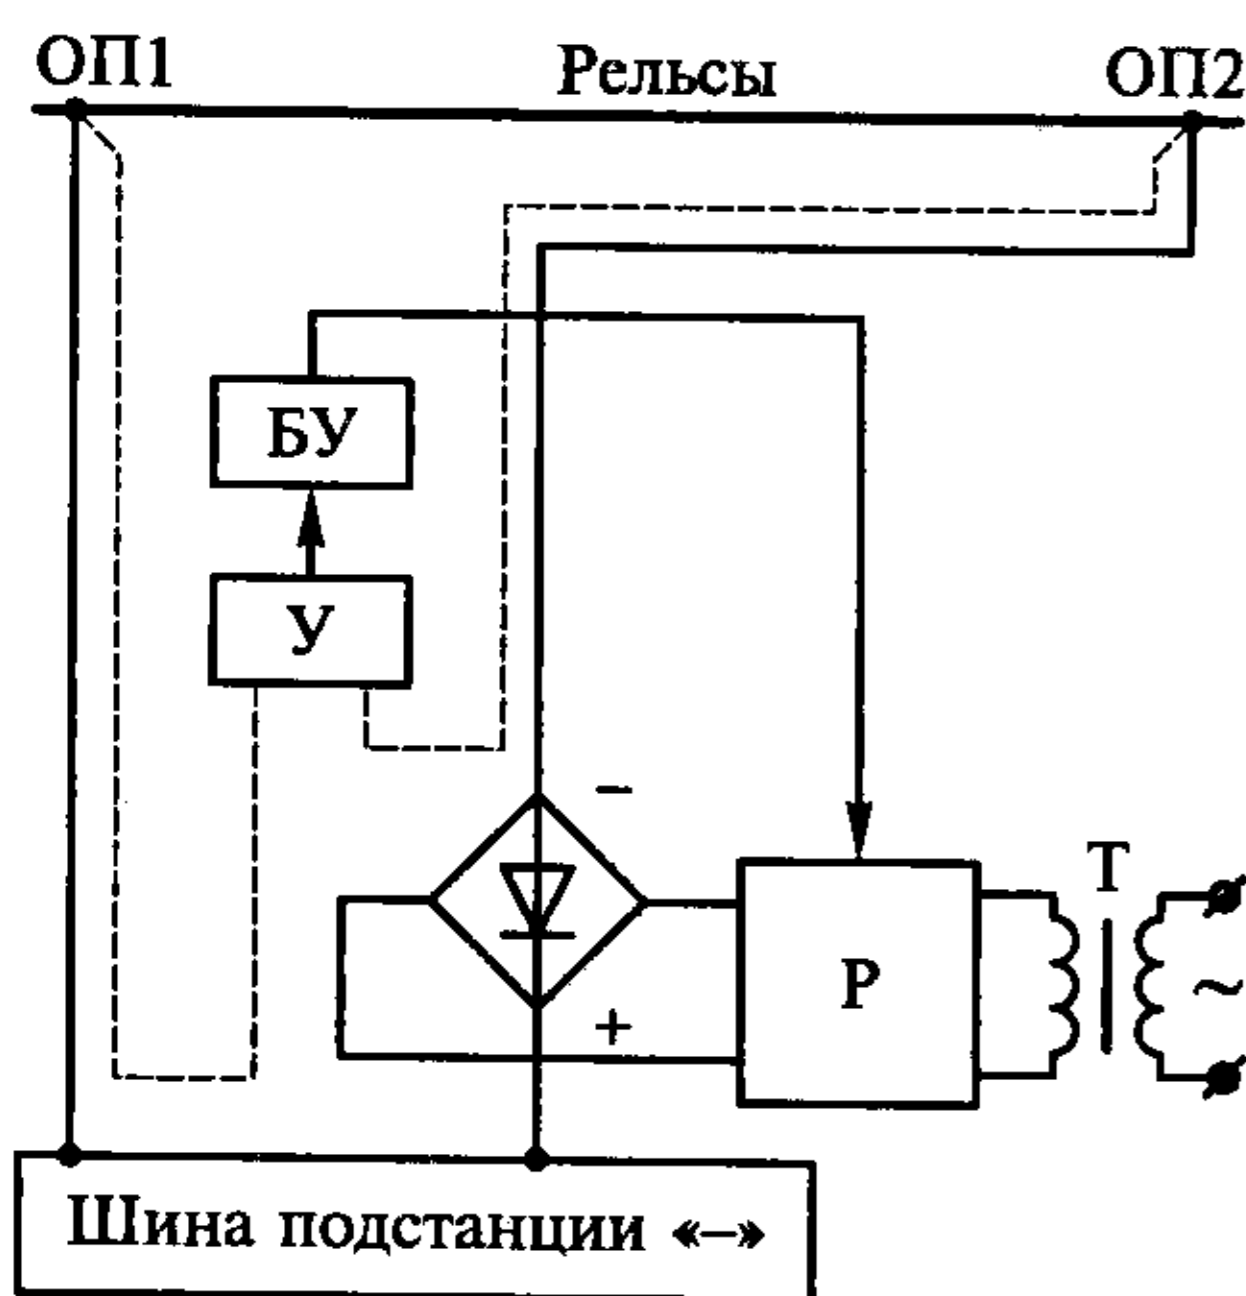 ОП1 Рельсы ОП2
БУ
У
−
Т
Р
~
+
Шина подстанции «−»